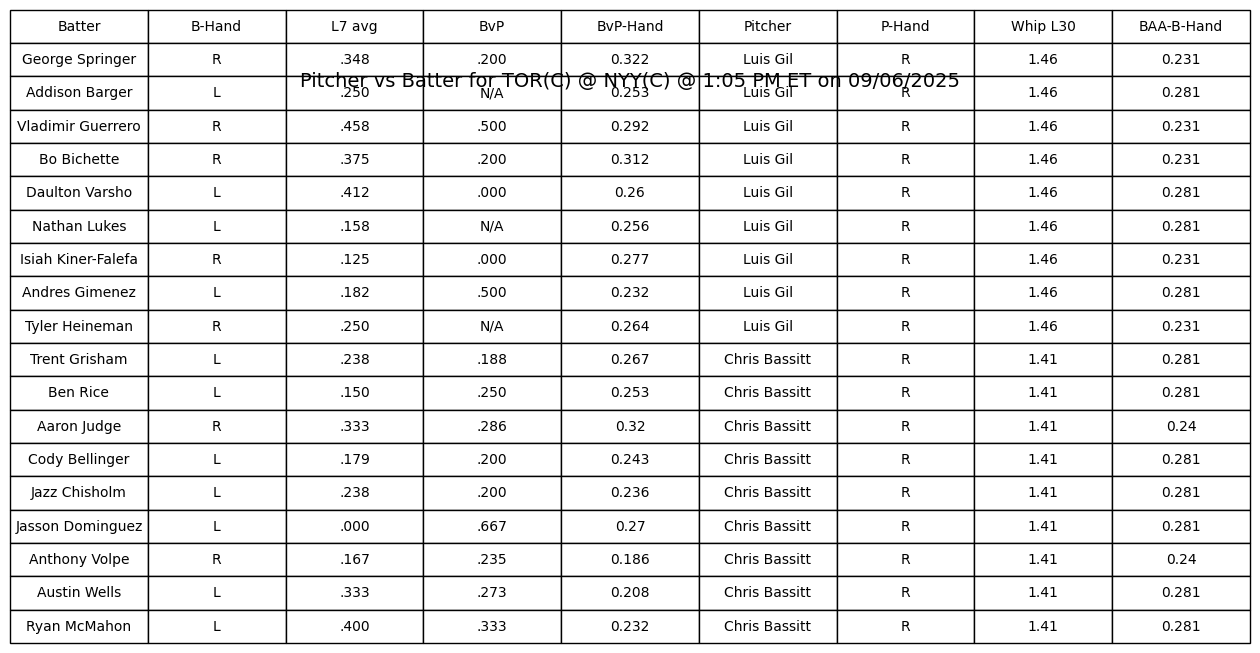 Batter B-Hand L7 avg BvP BvP-Hand Pitcher P-Hand Whip L30 BAA-B-Hand
George Springer R .348 .200 0.322 Luis Gil R 1.46 0.231
Pitcher vs Batter for TOR(C) @ NYY(C) @ 1:05 PM ET on 09/06/2025
Addison Barger L .250 N/A 0.253 Luis Gil R 1.46 0.281
Vladimir Guerrero R .458 .500 0.292 Luis Gil R 1.46 0.231
Bo Bichette R .375 .200 0.312 Luis Gil R 1.46 0.231
Daulton Varsho L .412 .000 0.26 Luis Gil R 1.46 0.281
Nathan Lukes L .158 N/A 0.256 Luis Gil R 1.46 0.281
Isiah Kiner-Falefa R .125 .000 0.277 Luis Gil R 1.46 0.231
Andres Gimenez L .182 .500 0.232 Luis Gil R 1.46 0.281
Tyler Heineman R .250 N/A 0.264 Luis Gil R 1.46 0.231
Trent Grisham L .238 .188 0.267 Chris Bassitt R 1.41 0.281
Ben Rice L .150 .250 0.253 Chris Bassitt R 1.41 0.281
Aaron Judge R .333 .286 0.32 Chris Bassitt R 1.41 0.24
Cody Bellinger L .179 .200 0.243 Chris Bassitt R 1.41 0.281
Jazz Chisholm L .238 .200 0.236 Chris Bassitt R 1.41 0.281
Jasson Dominguez L .000 .667 0.27 Chris Bassitt R 1.41 0.281
Anthony Volpe R .167 .235 0.186 Chris Bassitt R 1.41 0.24
Austin Wells L .333 .273 0.208 Chris Bassitt R 1.41 0.281
Ryan McMahon L .400 .333 0.232 Chris Bassitt R 1.41 0.281